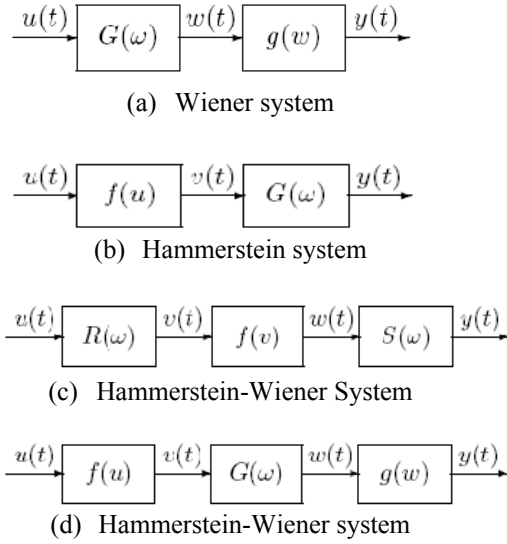 u(t) G(ω) w(t) g(w) y(t)
(a) Wiener system
u(t) f(u) v(t) G(ω) y(t)
(b) Hammerstein system
u(t) R(ω) v(t) f(v) w(t) S(ω) y(t)
(c) Hammerstein-Wiener System
u(t) f(u) v(t) G(ω) w(t) g(w) y(t)
(d) Hammerstein-Wiener system